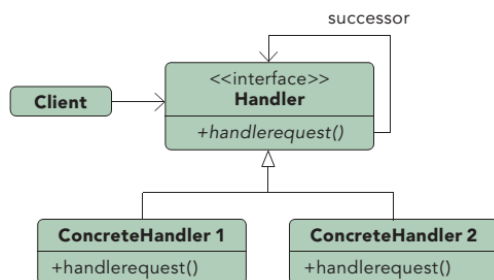 successor
<<interface>>
Handler
Client
+handlerequest()
ConcreteHandler 1
ConcreteHandler 2
+handlerequest()
+handlerequest()